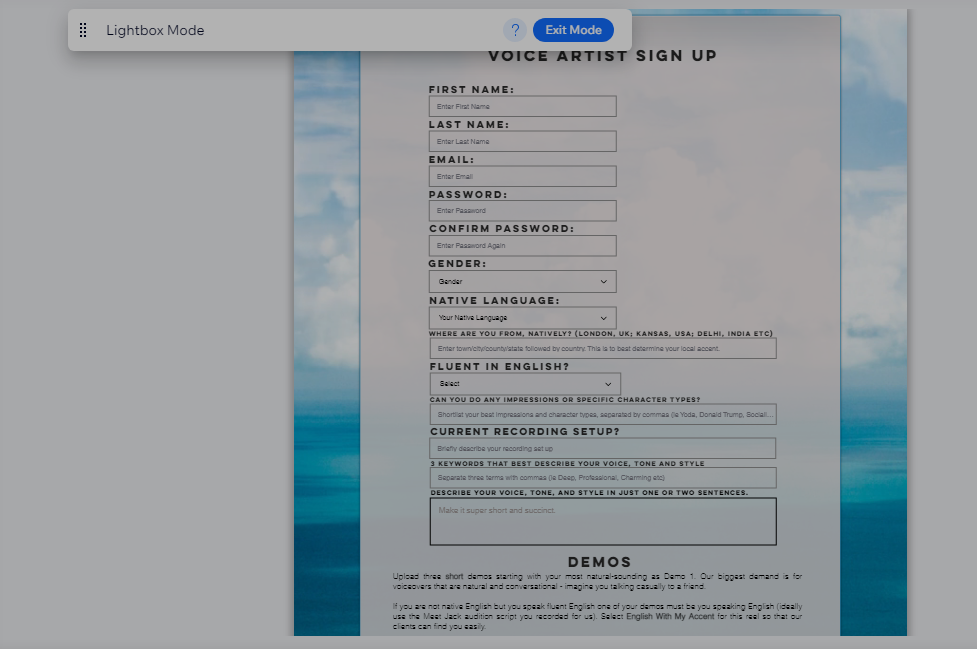 Lightbox Mode
?
Exit Mode
VOICE ARTIST SIGN UP
FIRST NAME:
Enter First Name
LAST NAME:
Enter Last Name
EMAIL:
Enter Email
PASSWORD:
Enter Password
CONFIRM PASSWORD:
Enter Password Again
GENDER:
Gender
NATIVE LANGUAGE:
Your Native Language
WHERE ARE YOU FROM, NATIVELY? (LONDON, UK; KANSAS, USA; DELHI, INDIA ETC)
Enter town/city/county/state followed by country. This is to best determine your local accent.
FLUENT IN ENGLISH?
Select
CAN YOU DO ANY IMPRESSIONS OR SPECIFIC CHARACTER TYPES?
Shortlist your best impressions and character types, separated by commas (ie Yoda, Donald Trump, Sociali...
CURRENT RECORDING SETUP?
Briefly describe your recording set up
3 KEYWORDS THAT BEST DESCRIBE YOUR VOICE, TONE AND STYLE
Separate three terms with commas (ie Deep, Professional, Charming etc)
DESCRIBE YOUR VOICE, TONE, AND STYLE IN JUST ONE OR TWO SENTENCES.
Make it super short and succinct.
DEMOS
Upload three short demos starting with your most natural-sounding as Demo 1. Our biggest demand is for
voiceovers that are natural and conversational - imagine you talking casually to a friend.
If you are not native English but you speak fluent English one of your demos must be you speaking English (ideally
use the Meet Jack audition script you recorded for us). Select English With My Accent for this reel so that our
clients can find you easily.